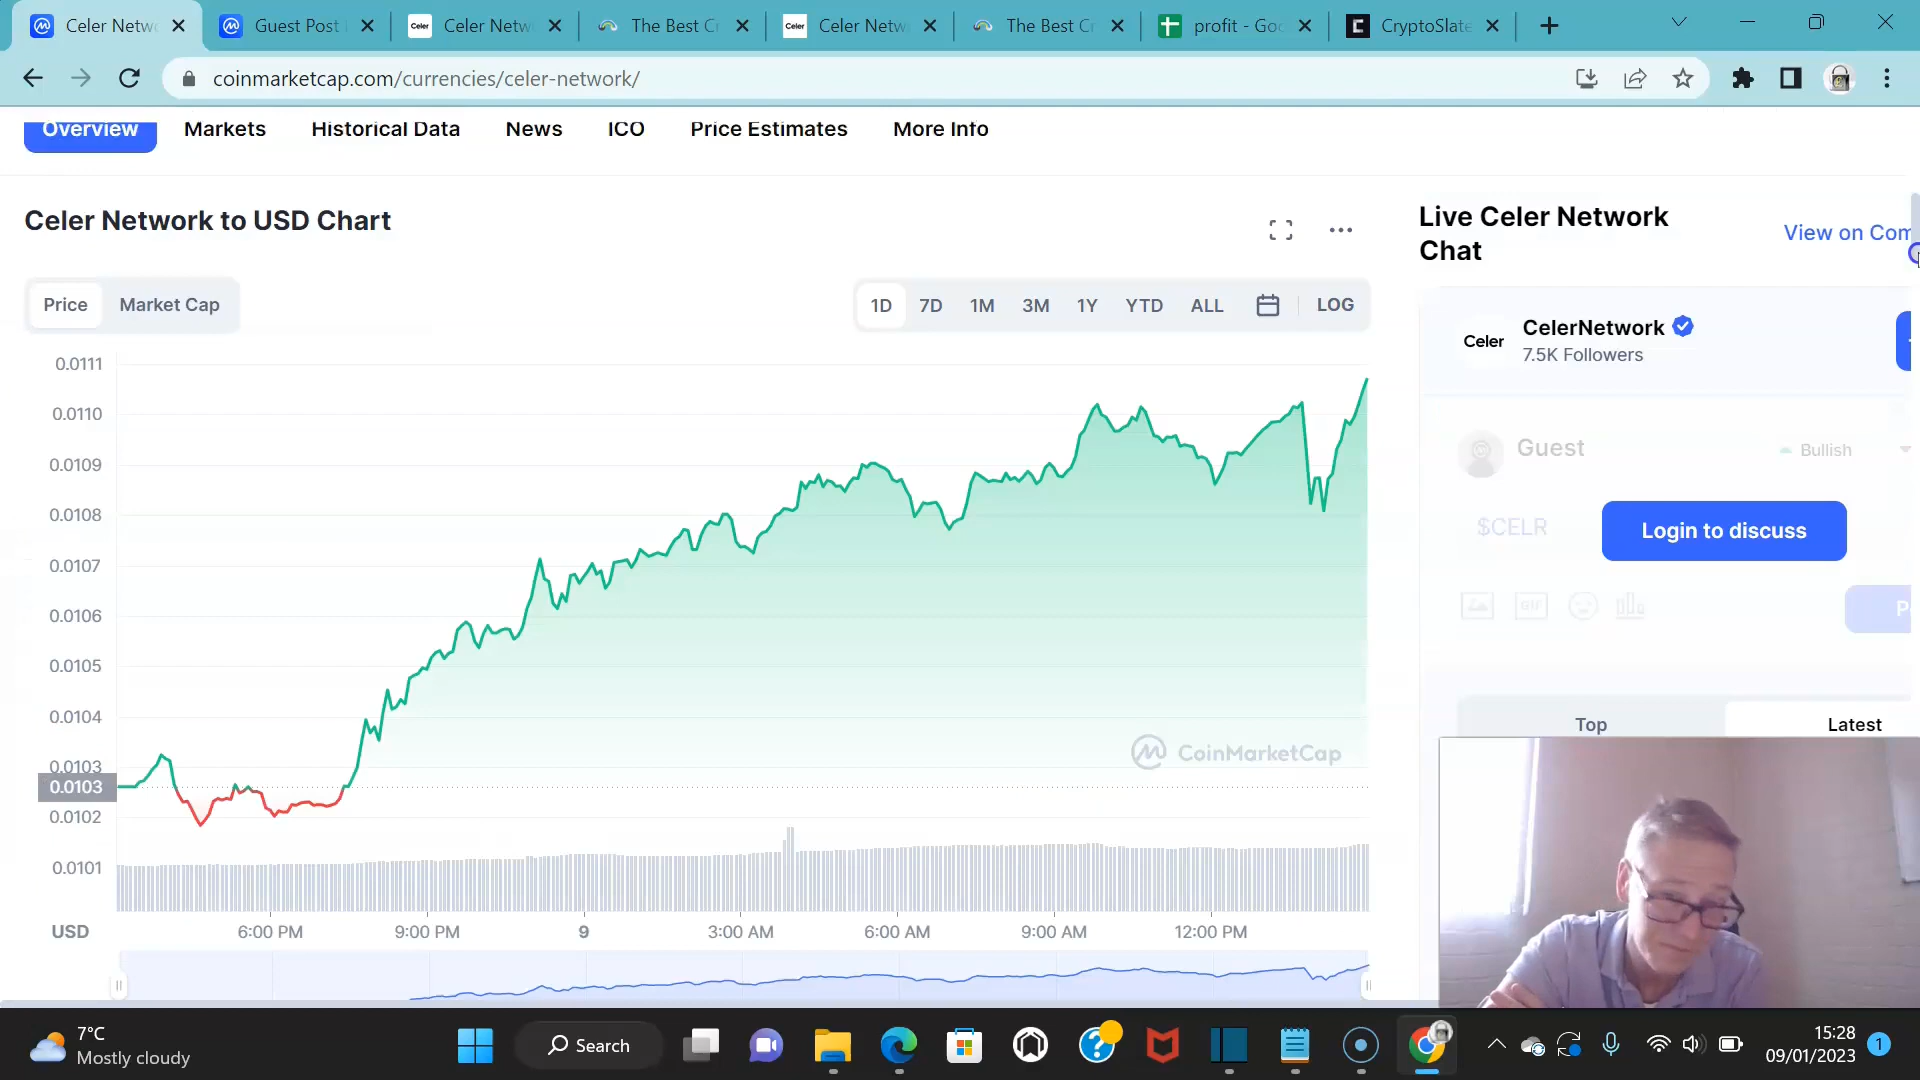 Celer Netw
Guest Post
Celer
Celer Netw
The Best Cr
Celer
Celer Netw
The Best Cr
profit - Goo
CryptoSlate
coinmarketcap.com/currencies/celer-network/
Overview
Markets
Historical Data
News
ICO
Price Estimates
More Info
Celer Network to USD Chart
Live Celer Network
Chat
View on Com
Price
Market Cap
1D
7D
1M
3M
1Y
YTD
ALL
LOG
Celer
CelerNetwork
7.5K Followers
Guest
Bullish
$CELR
Login to discuss
GIF
P
Top
Latest
0.0111
0.0110
0.0109
0.0108
0.0107
0.0106
0.0105
0.0104
0.0103
0.0103
0.0102
0.0101
CoinMarketCap
USD
6:00 PM
9:00 PM
9
3:00 AM
6:00 AM
9:00 AM
12:00 PM
7°C
Mostly cloudy
Search
15:28
09/01/2023
1